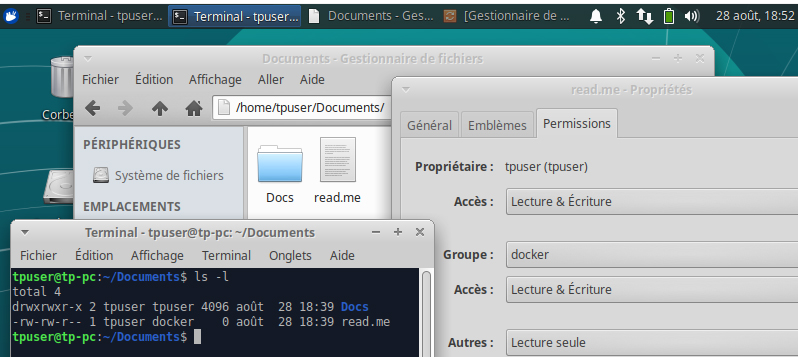 Terminal - tpuser...
Terminal - tpuser...
Documents - Ges...
[Gestionnaire de ...
28 août, 18:52
Corbe
Documents - Gestionnaire de fichiers
Fichier Édition Affichage Aller Aide
/home/tpuser/Documents/
PÉRIPHÉRIQUES
Système de fichiers
EMPLACEMENTS
Docs
read.me
read.me - Propriétés
Général Emblèmes Permissions
Propriétaire : tpuser (tpuser)
Accès : Lecture & Écriture
Groupe : docker
Accès : Lecture & Écriture
Autres : Lecture seule
Terminal - tpuser@tp-pc: ~/Documents
Fichier Édition Affichage Terminal Onglets Aide
tpuser@tp-pc:~/Documents$ ls -l
total 4
drwxrwxr-x 2 tpuser tpuser 4096 août  28 18:39 Docs
-rw-rw-r-- 1 tpuser docker    0 août  28 18:39 read.me
tpuser@tp-pc:~/Documents$